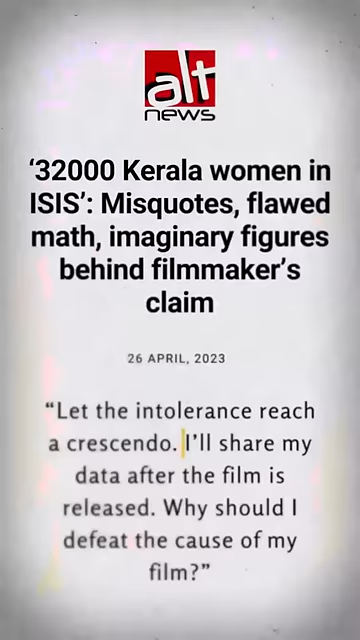 alt
news
‘32000 Kerala women in
ISIS’: Misquotes, flawed
math, imaginary figures
behind filmmaker’s
claim
26 APRIL, 2023
“Let the intolerance reach
a crescendo. I’ll share my
data after the film is
released. Why should I
defeat the cause of my
film?”